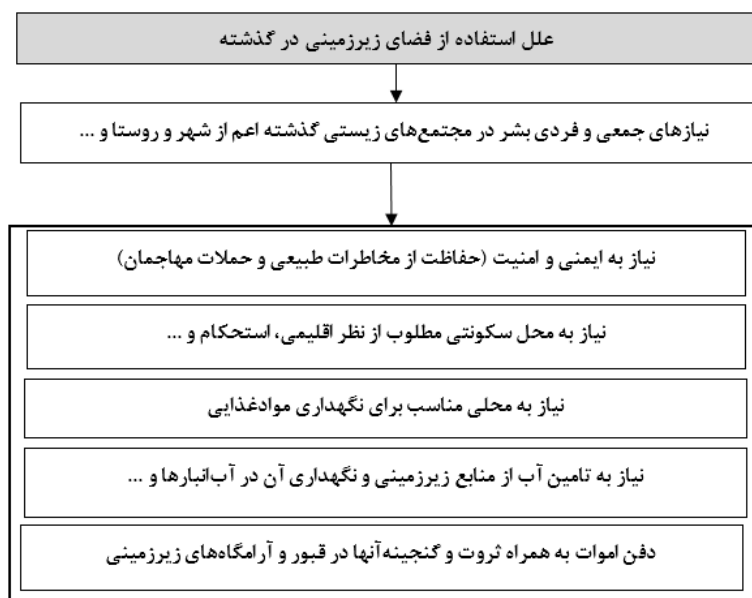 علل استفاده از فضای زیرزمینی در گذشته
نیازهای جمعی و فردی بشر در مجتمع‌های زیستی گذشته اعم از شهر و روستا و ...
نیاز به ایمنی و امنیت (حفاظت از مخاطرات طبیعی و حملات مهاجمان)
نیاز به محل سکونتی مطلوب از نظر اقلیمی، استحکام و ...
نیاز به محلی مناسب برای نگهداری موادغذایی
نیاز به تامین آب از منابع زیرزمینی و نگهداری آن در آب‌انبارها و ...
دفن اموات به همراه ثروت و گنجینه‌آنها در قبور و آرامگاه‌های زیرزمینی